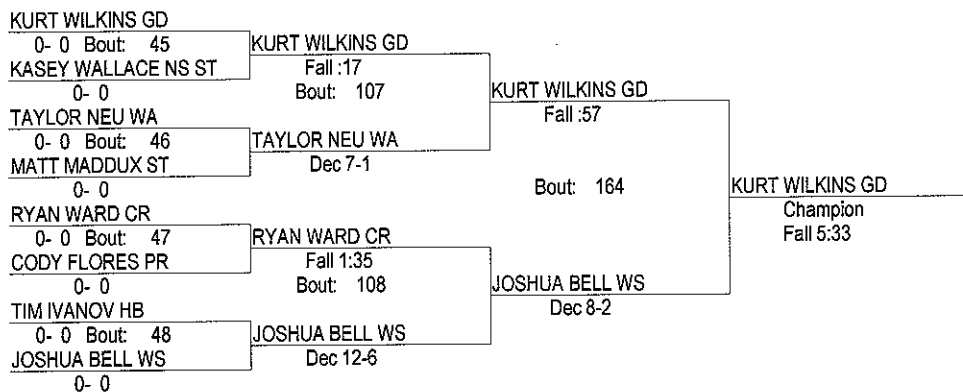 KURT WILKINS GD
0- 0 Bout: 45
KASEY WALLACE NS ST
0- 0
TAYLOR NEU WA
0- 0 Bout: 46
MATT MADDUX ST
0- 0
RYAN WARD CR
0- 0 Bout: 47
CODY FLORES PR
0- 0
TIM IVANOV HB
0- 0 Bout: 48
JOSHUA BELL WS
0- 0
KURT WILKINS GD
Fall :17
Bout: 107
TAYLOR NEU WA
Dec 7-1
RYAN WARD CR
Fall 1:35
Bout: 108
JOSHUA BELL WS
Dec 12-6
KURT WILKINS GD
Fall :57
Bout: 164
JOSHUA BELL WS
Dec 8-2
KURT WILKINS GD
Champion
Fall 5:33